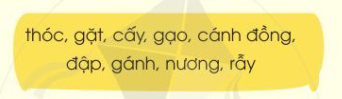 thóc, gặt, cấy, gạo, cánh đồng,
đập, gánh, nương, rẫy